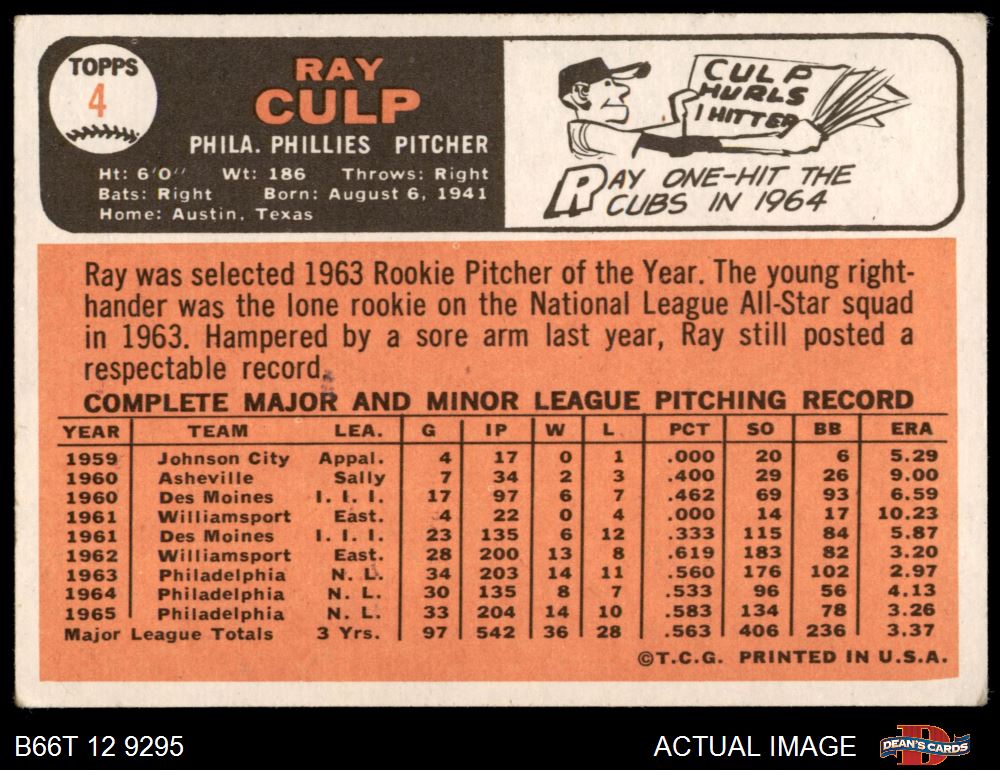 TOPPS
4
RAY
CULP
PHILA. PHILLIES PITCHER
Ht: 6'0" Wt: 186 Throws: Right
Bats: Right Born: August 6, 1941
Home: Austin, Texas
CULP
HURLS
1 HITTER
RAY ONE-HIT THE
CUBS IN 1964
Ray was selected 1963 Rookie Pitcher of the Year. The young right-
hander was the lone rookie on the National League All-Star squad
in 1963. Hampered by a sore arm last year, Ray still posted a
respectable record.
COMPLETE MAJOR AND MINOR LEAGUE PITCHING RECORD
YEAR TEAM LEA. G IP W L PCT SO BB ERA
1959 Johnson City Appal. 4 17 0 1 .000 20 6 5.29
1960 Asheville Sally 7 34 2 3 .400 29 26 9.00
1960 Des Moines I. I. I. 17 97 6 7 .462 69 93 6.59
1961 Williamsport East. 4 22 0 4 .000 14 17 10.23
1961 Des Moines I. I. I. 23 135 6 12 .333 115 84 5.87
1962 Williamsport East. 28 200 13 8 .619 183 82 3.20
1963 Philadelphia N. L. 34 203 14 11 .560 176 102 2.97
1964 Philadelphia N. L. 30 135 8 7 .533 96 56 4.13
1965 Philadelphia N. L. 33 204 14 10 .583 134 78 3.26
Major League Totals 3 Yrs. 97 542 36 28 .563 406 236 3.37
©T.C.G. PRINTED IN U.S.A.
B66T 12 9295
ACTUAL IMAGE
D
DEAN'S CARDS